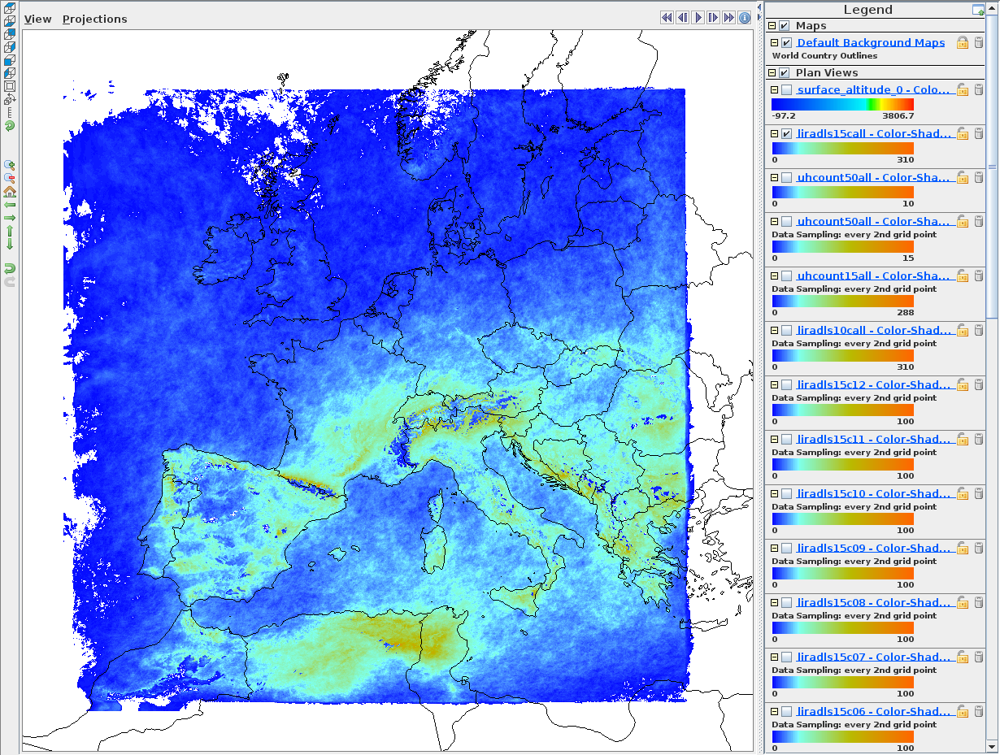 View Projections
Legend
Maps
Default Background Maps
World Country Outlines
Plan Views
surface_altitude_0 - Colo...
-97.2 3806.7
liradls15call - Color-Shad...
0 310
uhcount50all - Color-Sha...
0 10
uhcount50all - Color-Sha...
Data Sampling: every 2nd grid point
0 15
uhcount15all - Color-Sha...
Data Sampling: every 2nd grid point
0 288
liradls10call - Color-Shad...
Data Sampling: every 2nd grid point
0 310
liradls15c12 - Color-Shad...
Data Sampling: every 2nd grid point
0 100
liradls15c11 - Color-Shad...
Data Sampling: every 2nd grid point
0 100
liradls15c10 - Color-Shad...
Data Sampling: every 2nd grid point
0 100
liradls15c09 - Color-Shad...
Data Sampling: every 2nd grid point
0 100
liradls15c08 - Color-Shad...
Data Sampling: every 2nd grid point
0 100
liradls15c07 - Color-Shad...
Data Sampling: every 2nd grid point
0 100
liradls15c06 - Color-Shad...
Data Sampling: every 2nd grid point
0 100